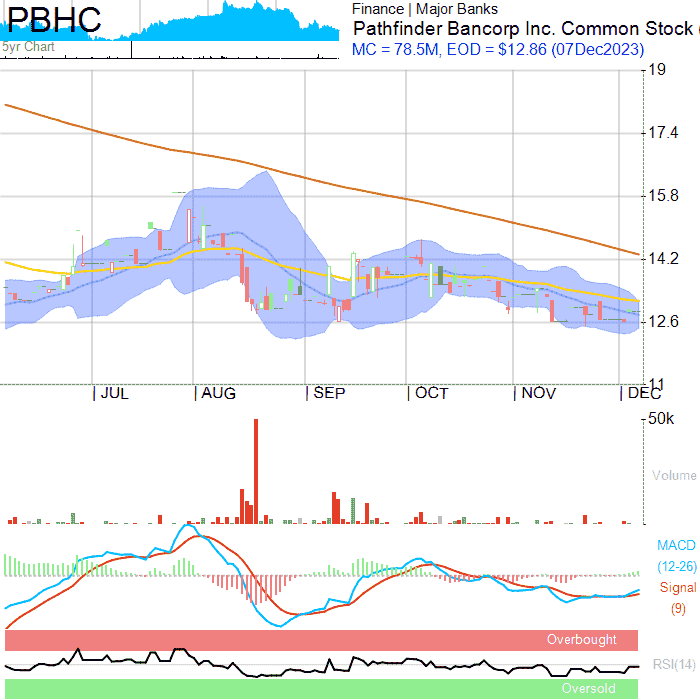 PBHC
5yr Chart
Finance | Major Banks
Pathfinder Bancorp Inc. Common Stock (
MC = 78.5M, EOD = $12.86 (07Dec2023)
19
17.4
15.8
14.2
12.6
11
JUL
AUG
SEP
OCT
NOV
DEC
50k
Volume
MACD
(12-26)
Signal
(9)
Overbought
RSI(14)
Oversold